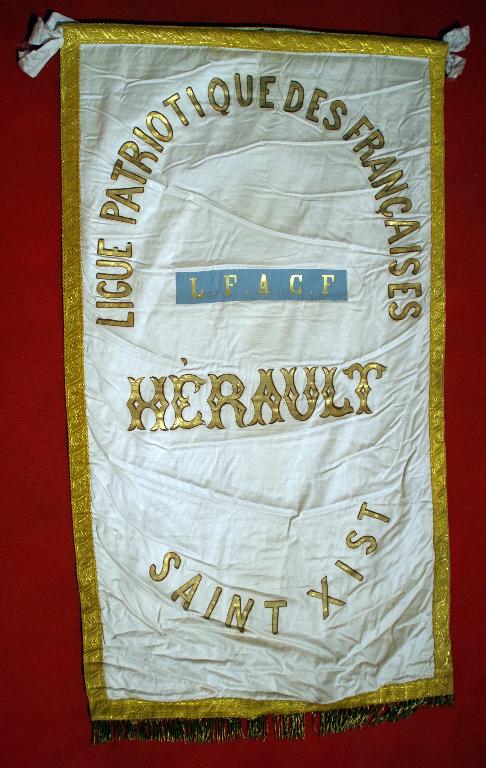 LIGUE PATRIOTIQUE DES FRANÇAISES
L.F.A.C.F
HÉRAULT
SAINT XIST